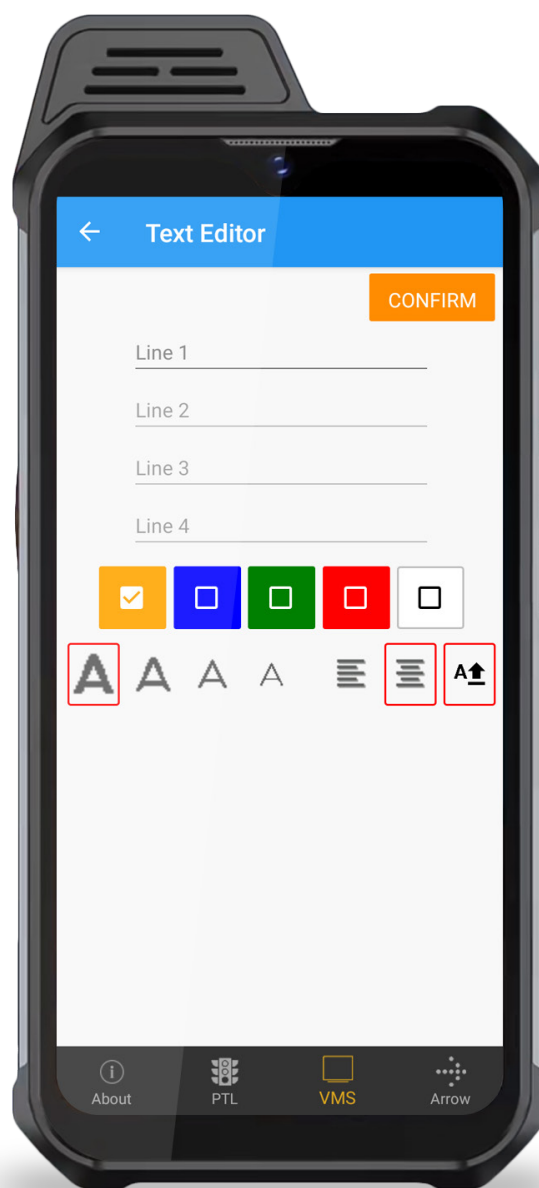 Text Editor
CONFIRM
Line 1
Line 2
Line 3
Line 4
A A A A A
About PTL VMS Arrow